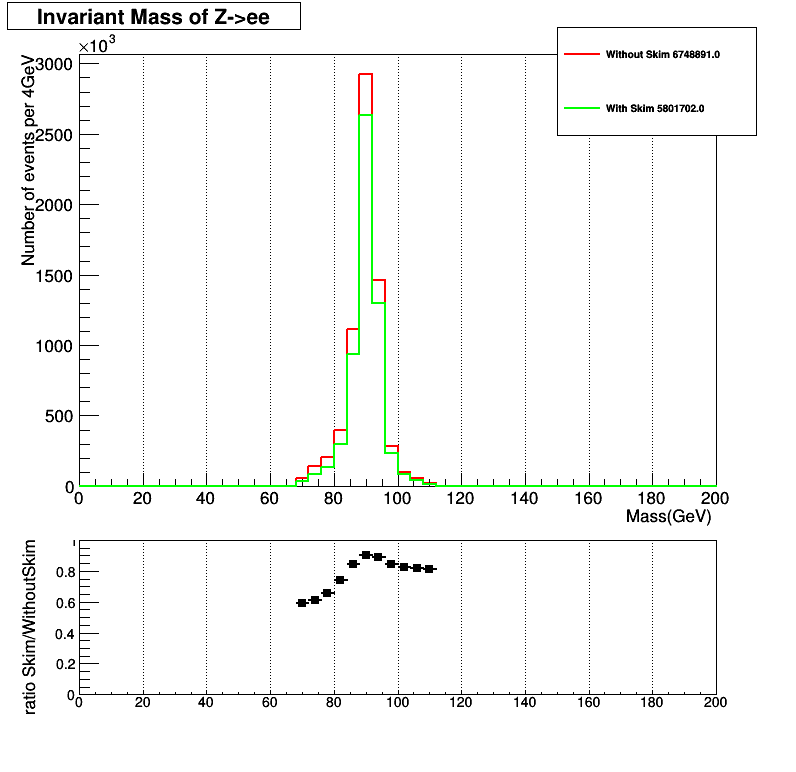 Invariant Mass of Z->ee
×10³
Number of events per 4GeV
3000
2500
2000
1500
1000
500
0
0 20 40 60 80 100 120 140 160 180 200
Mass(GeV)
Without Skim 6748891.0
With Skim 5801702.0
ratio Skim/WithoutSkim
1
0.8
0.6
0.4
0.2
0
0 20 40 60 80 100 120 140 160 180 200